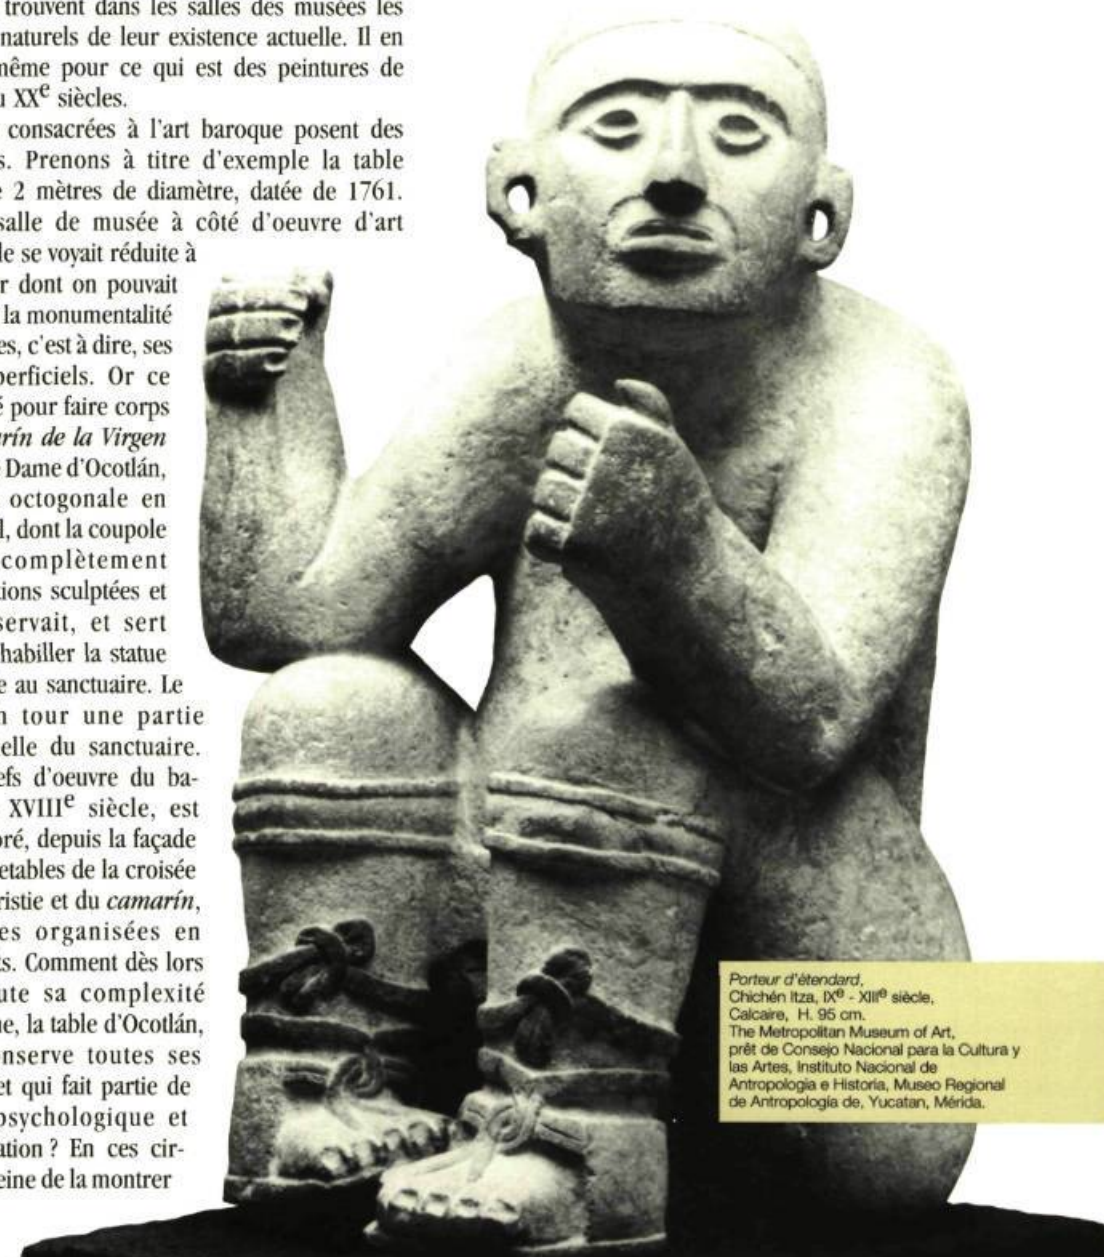 trouvent dans les salles des musées les
naturels de leur existence actuelle. Il en
même pour ce qui est des peintures de
XXe siècles.
consacrées à l'art baroque posent des
Prenons à titre d'exemple la table
2 mètres de diamètre, datée de 1761.
salle de musée à côté d'oeuvre d'art
le se voyait réduite à
r dont on pouvait
la monumentalité
es, c'est à dire, ses
perficiels. Or ce
é pour faire corps
arín de la Virgen
Dame d'Ocotlán,
octogonale en
l, dont la coupole
complètement
ions sculptées et
servait, et sert
habiller la statue
e au sanctuaire. Le
n tour une partie
elle du sanctuaire.
efs d'oeuvre du ba-
XVIIIe siècle, est
oré, depuis la façade
etables de la croisée
ristie et du camarín,
es organisées en
s. Comment dès lors
ute sa complexité
ne, la table d'Ocotlán,
nserve toutes ses
et qui fait partie de
psychologique et
ation ? En ces cir-
eine de la montrer
Porteur d'étendard,
Chichén Itza, IXe - XIIIe siècle,
Calcaire, H. 95 cm.
The Metropolitan Museum of Art,
prêt de Consejo Nacional para la Cultura y
las Artes, Instituto Nacional de
Antropologia e Historia, Museo Regional
de Antropologia de, Yucatan, Mérida.